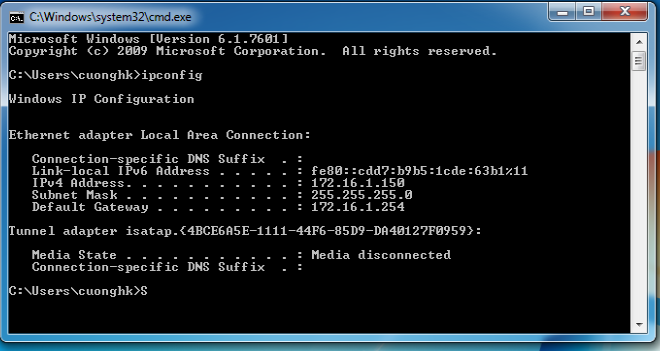 C:\Windows\system32\cmd.exe
Microsoft Windows [Version 6.1.7601]
Copyright (c) 2009 Microsoft Corporation.  All rights reserved.
C:\Users\cuonghk>ipconfig
Windows IP Configuration
Ethernet adapter Local Area Connection:
   Connection-specific DNS Suffix  . :
   Link-local IPv6 Address . . . . . : fe80::cdd7:b9b5:1cde:63b1%11
   IPv4 Address. . . . . . . . . . . : 172.16.1.150
   Subnet Mask . . . . . . . . . . . : 255.255.255.0
   Default Gateway . . . . . . . . . : 172.16.1.254
Tunnel adapter isatap.{4BCE6A5E-1111-44F6-85D9-DA40127F0959}:
   Media State . . . . . . . . . . . : Media disconnected
   Connection-specific DNS Suffix  . :
C:\Users\cuonghk>S